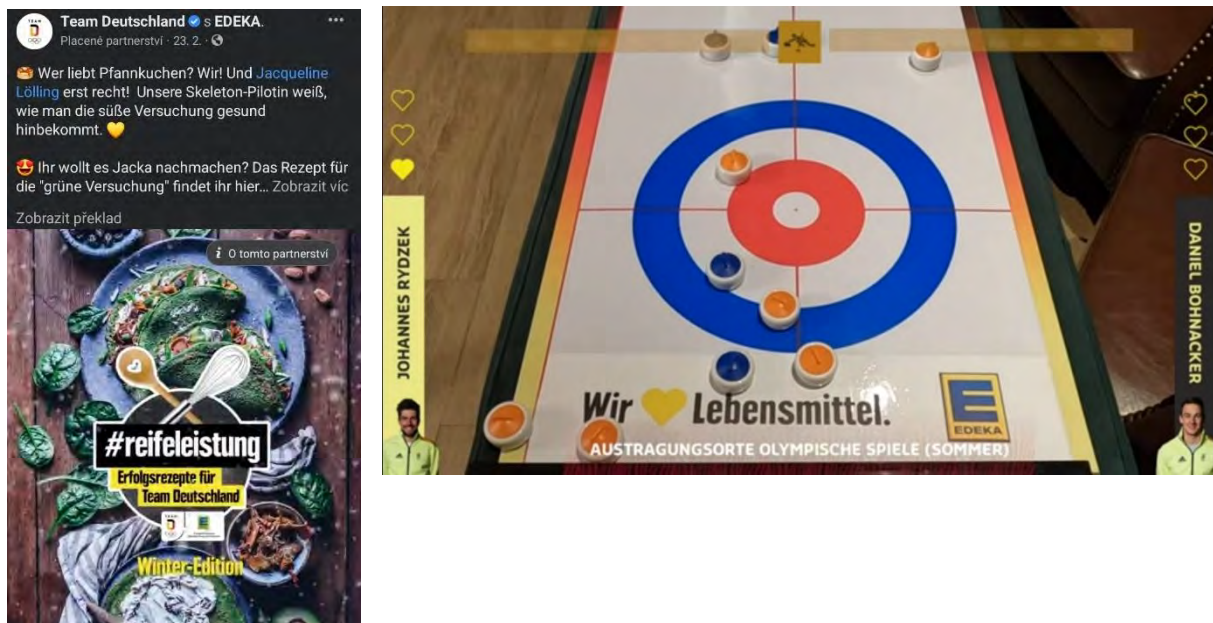 Team Deutschland s EDEKA.
Placené partnerství · 23. 2. ·
Wer liebt Pfannkuchen? Wir! Und Jacqueline
Lölling erst recht! Unsere Skeleton-Pilotin weiß,
wie man die süße Versuchung gesund
hinbekommt.
Ihr wollt es Jacka nachmachen? Das Rezept für
die "grüne Versuchung" findet ihr hier... Zobrazit víc
Zobrazit překlad
i O tomto partnerství
#reifeleistung
Erfolgsrezepte für
Team Deutschland
TEAM D
Winter-Edition
JOHANNES RYDZEK
DANIEL BOHNACKER
Wir Lebensmittel.
E
EDEKA
AUSTRAGUNGSORTE OLYMPISCHE SPIELE (SOMMER)